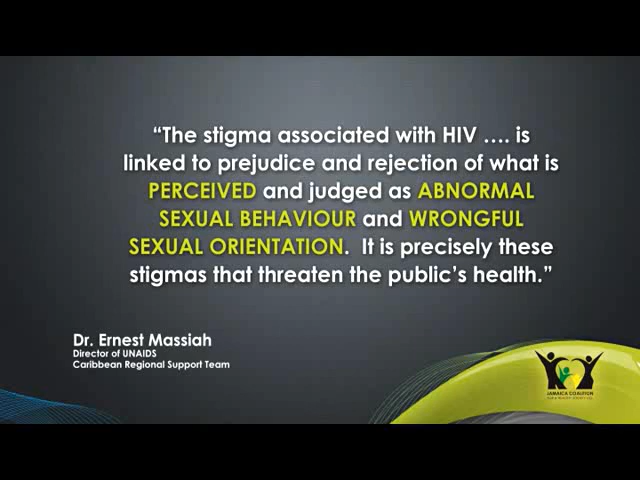 “The stigma associated with HIV .... is
linked to prejudice and rejection of what is
PERCEIVED and judged as ABNORMAL
SEXUAL BEHAVIOUR and WRONGFUL
SEXUAL ORIENTATION.  It is precisely these
stigmas that threaten the public’s health.”
Dr. Ernest Massiah
Director of UNAIDS
Caribbean Regional Support Team
JAMAICA COALITION